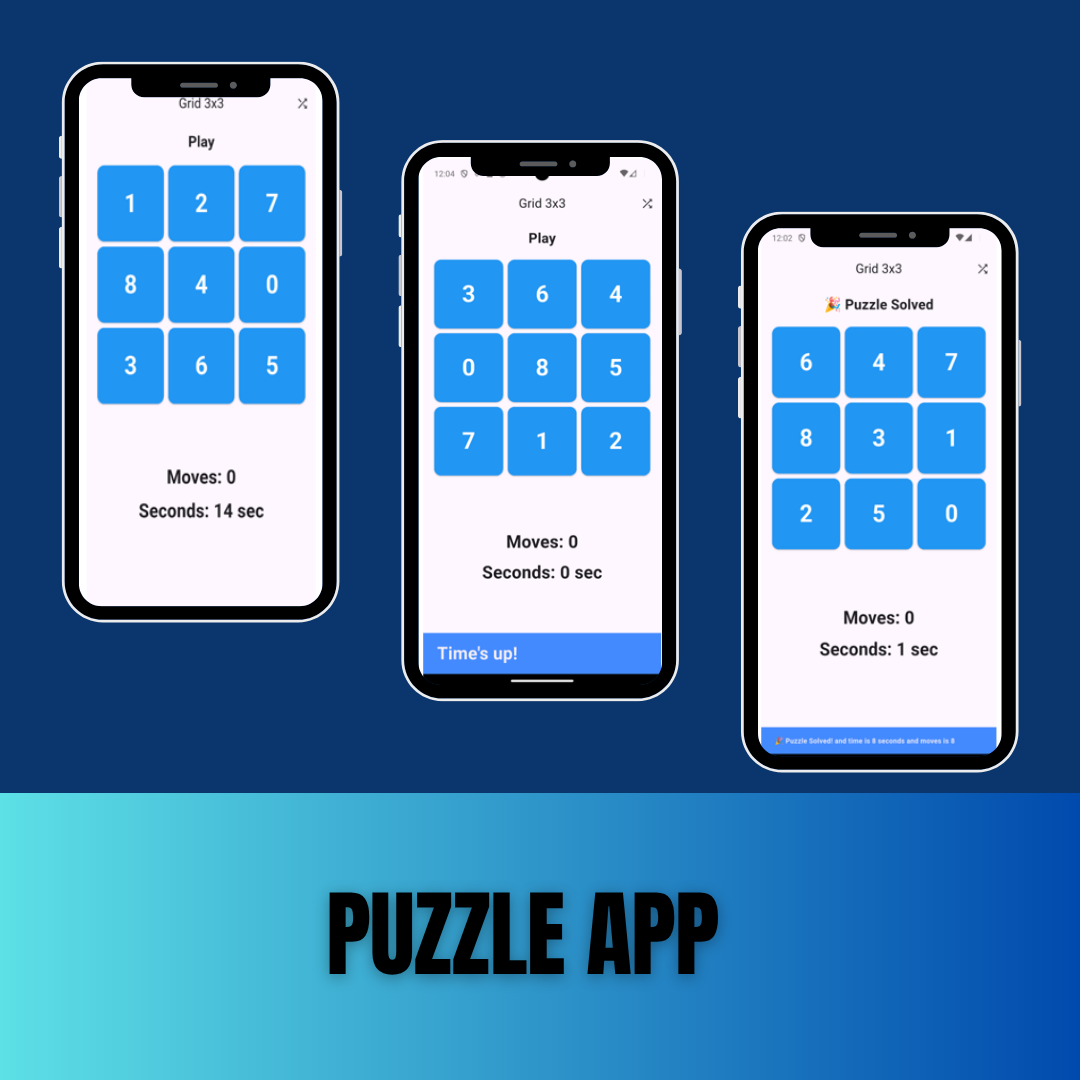 Grid 3x3
Play
1 2 7
8 4 0
3 6 5
Moves: 0
Seconds: 14 sec
12:04
Grid 3x3
Play
3 6 4
0 8 5
7 1 2
Moves: 0
Seconds: 0 sec
Time's up!
12:02
Grid 3x3
🎉 Puzzle Solved
6 4 7
8 3 1
2 5 0
Moves: 0
Seconds: 1 sec
🎉 Puzzle Solved! and time is 8 seconds and moves is 8
PUZZLE APP